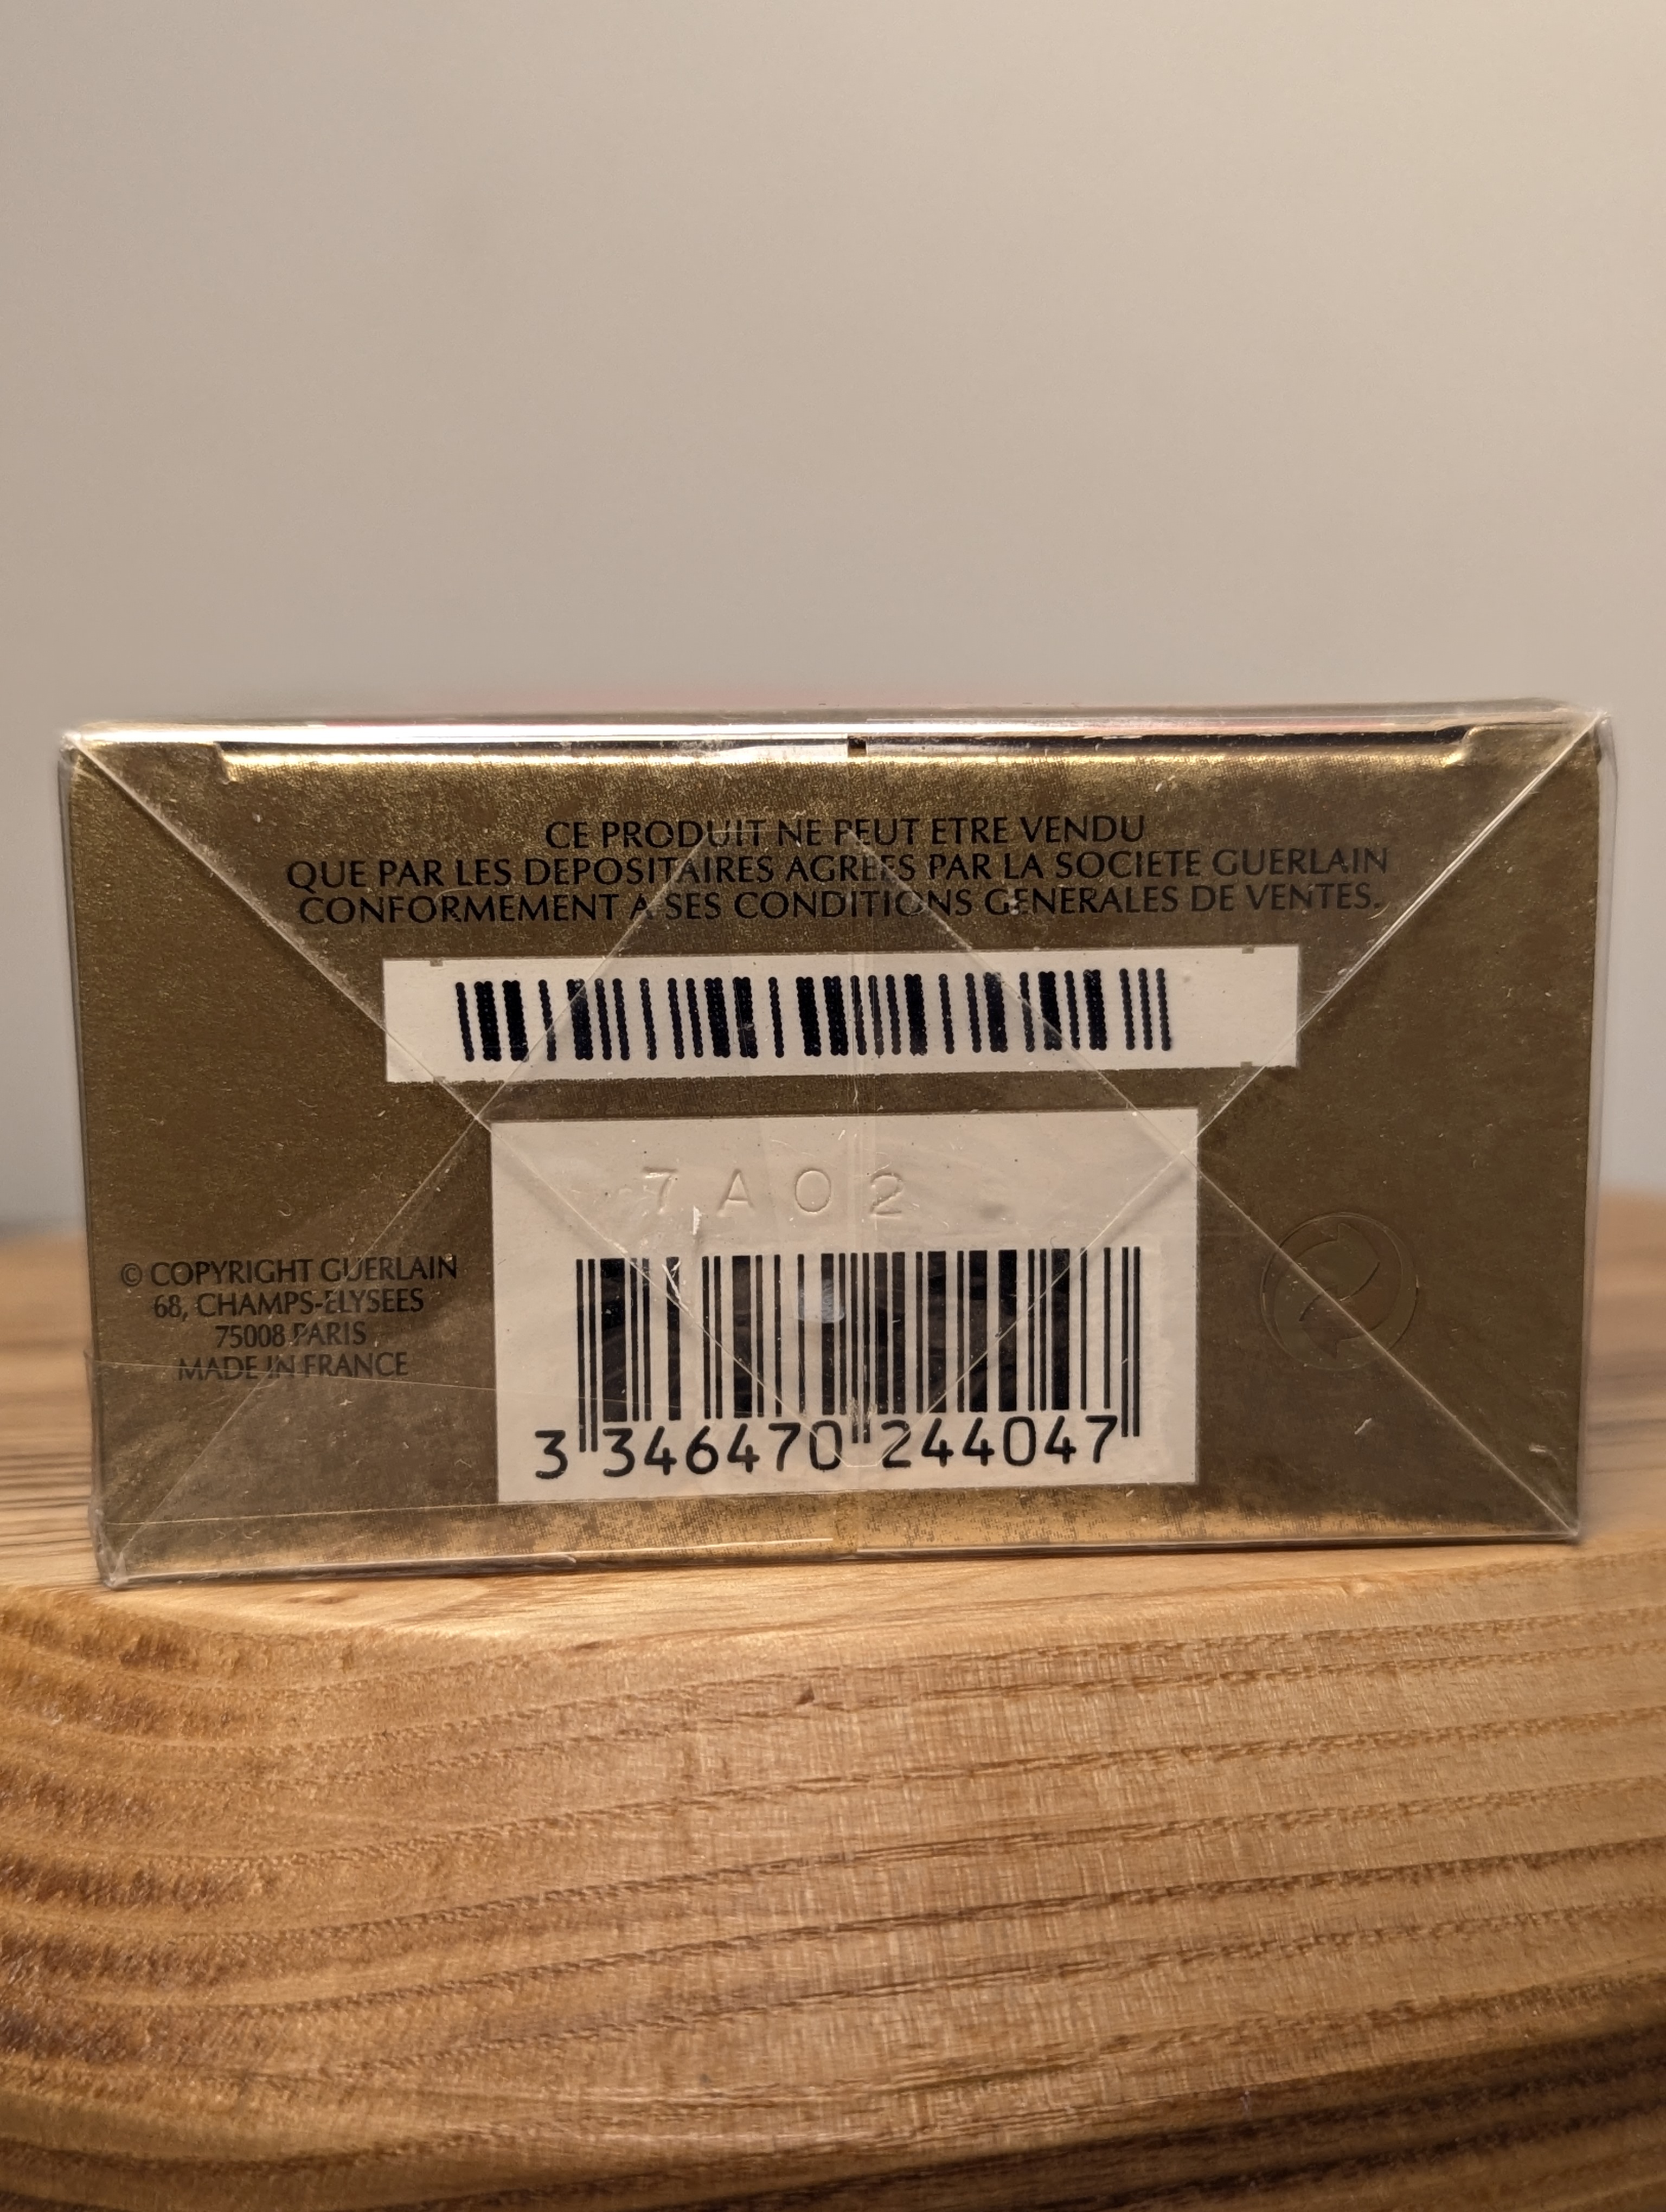 CE PRODUIT NE PEUT ETRE VENDU
QUE PAR LES DEPOSITAIRES AGREES PAR LA SOCIETE GUERLAIN
CONFORMEMENT A SES CONDITIONS GENERALES DE VENTES.
7A02
© COPYRIGHT GUERLAIN
68, CHAMPS-ELYSEES
75008 PARIS
MADE IN FRANCE
3 346470 244047